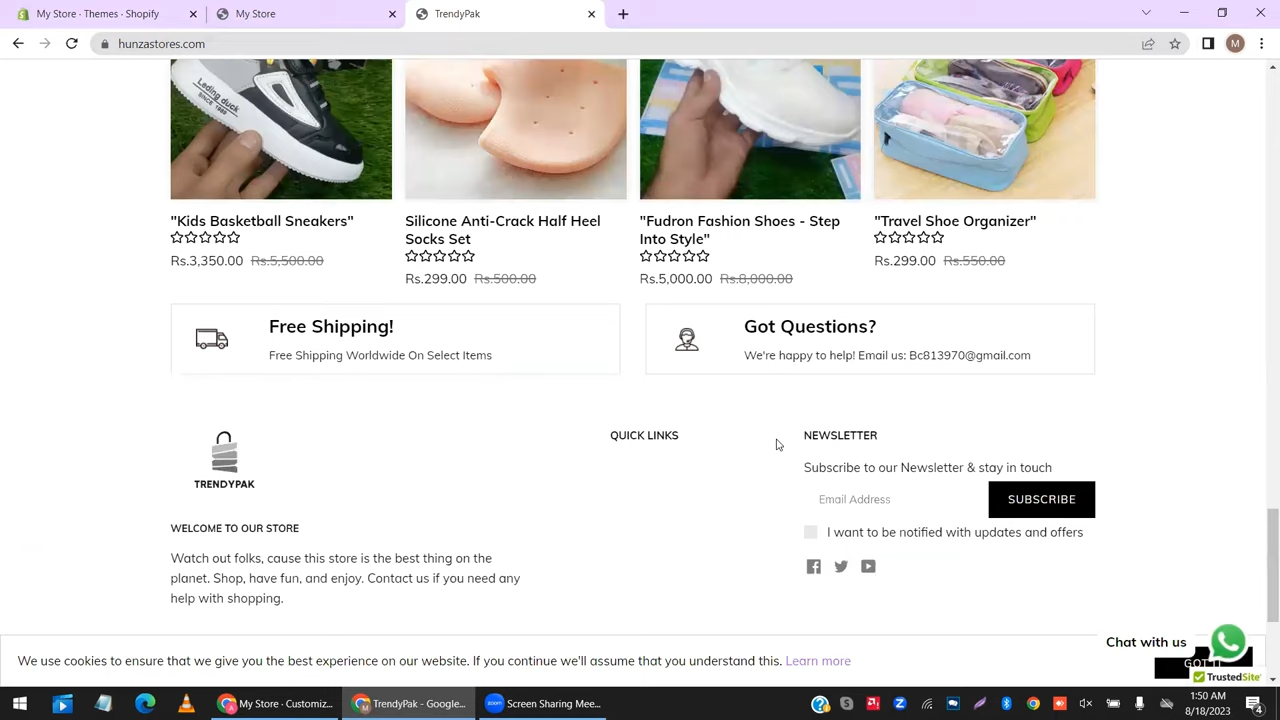 My Store · Themes · Shopify
My Store
TrendyPak
hunzastores.com
M
Leding duck
SINCE 1989
"Kids Basketball Sneakers"
Silicone Anti-Crack Half Heel
Socks Set
"Fudron Fashion Shoes - Step
Into Style"
"Travel Shoe Organizer"
Rs.3,350.00 Rs.5,500.00
Rs.299.00 Rs.500.00
Rs.5,000.00 Rs.8,000.00
Rs.299.00 Rs.550.00
Free Shipping!
Free Shipping Worldwide On Select Items
Got Questions?
We're happy to help! Email us: Bc813970@gmail.com
TRENDYPAK
WELCOME TO OUR STORE
Watch out folks, cause this store is the best thing on the
planet. Shop, have fun, and enjoy. Contact us if you need any
help with shopping.
QUICK LINKS
NEWSLETTER
Subscribe to our Newsletter & stay in touch
Email Address
SUBSCRIBE
I want to be notified with updates and offers
Chat with us
We use cookies to ensure that we give you the best experience on our website. If you continue we'll assume that you understand this. Learn more
TrustedSite
My Store · Customiz...
TrendyPak - Google...
zoom
Screen Sharing Mee...
1:50 AM
8/18/2023
4